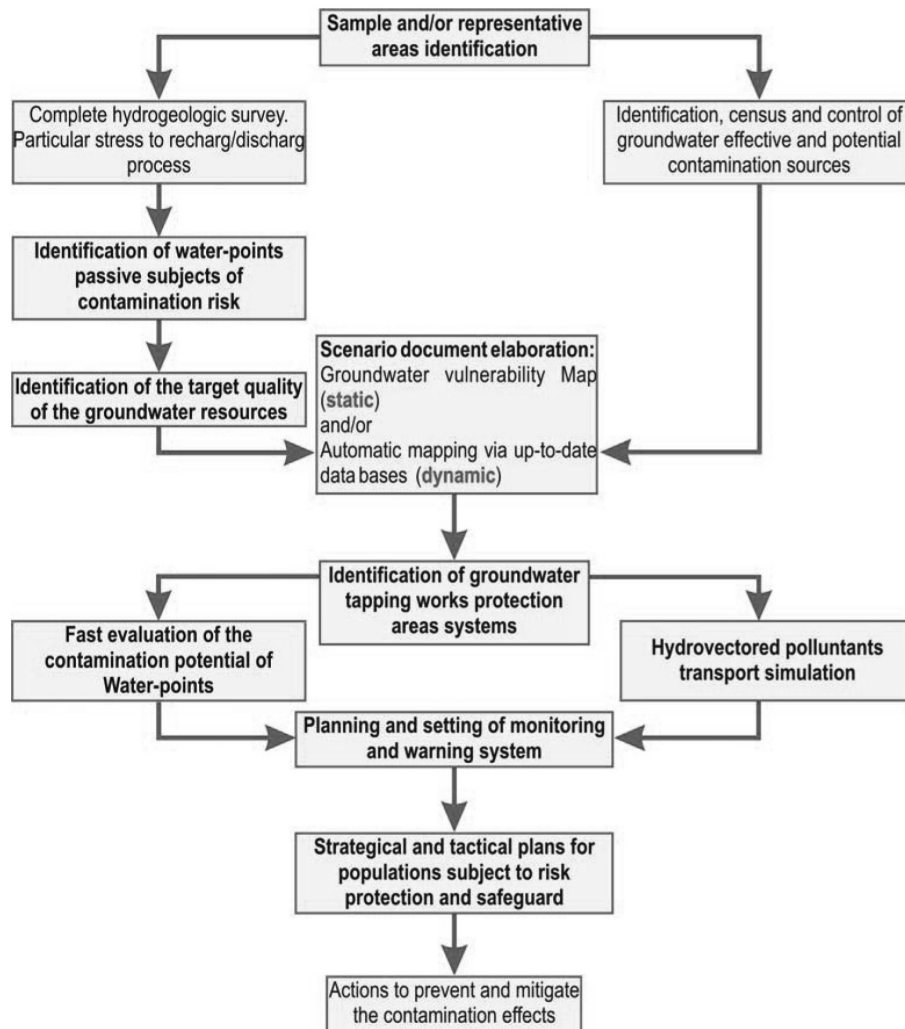 Sample and/or representative
areas identification
Complete hydrogeologic survey.
Particular stress to recharg/discharg
process
Identification, census and control of
groundwater effective and potential
contamination sources
Identification of water-points
passive subjects of
contamination risk
Identification of the target quality
of the groundwater resources
Scenario document elaboration:
Groundwater vulnerability Map
(static)
and/or
Automatic mapping via up-to-date
data bases (dynamic)
Identification of groundwater
tapping works protection
areas systems
Fast evaluation of the
contamination potential of
Water-points
Hydrovectored polluntants
transport simulation
Planning and setting of monitoring
and warning system
Strategical and tactical plans for
populations subject to risk
protection and safeguard
Actions to prevent and mitigate
the contamination effects